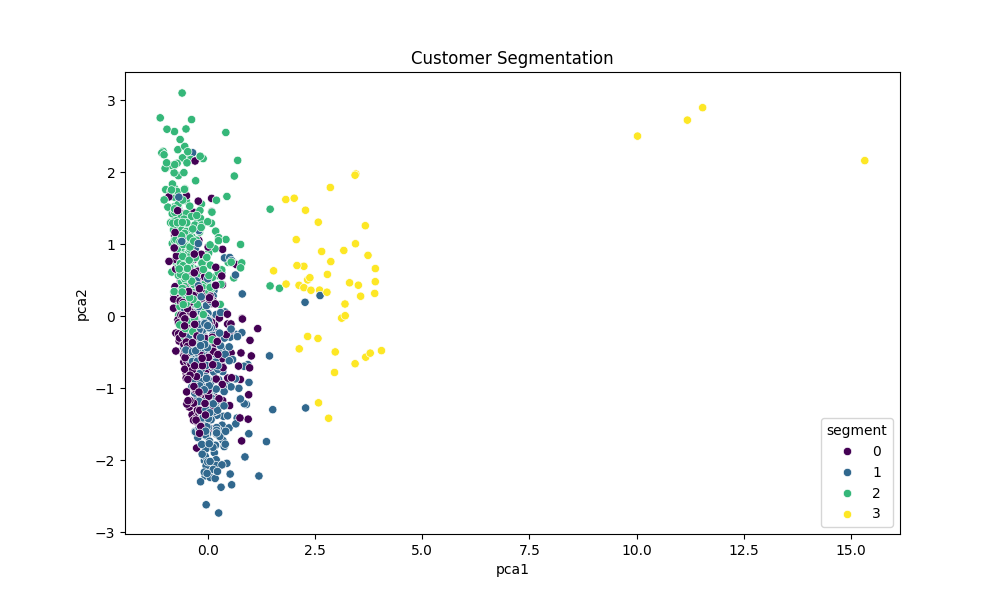 Customer Segmentation
3
2
1
0
−1
−2
−3
pca2
0.0 2.5 5.0 7.5 10.0 12.5 15.0
pca1
segment
0
1
2
3